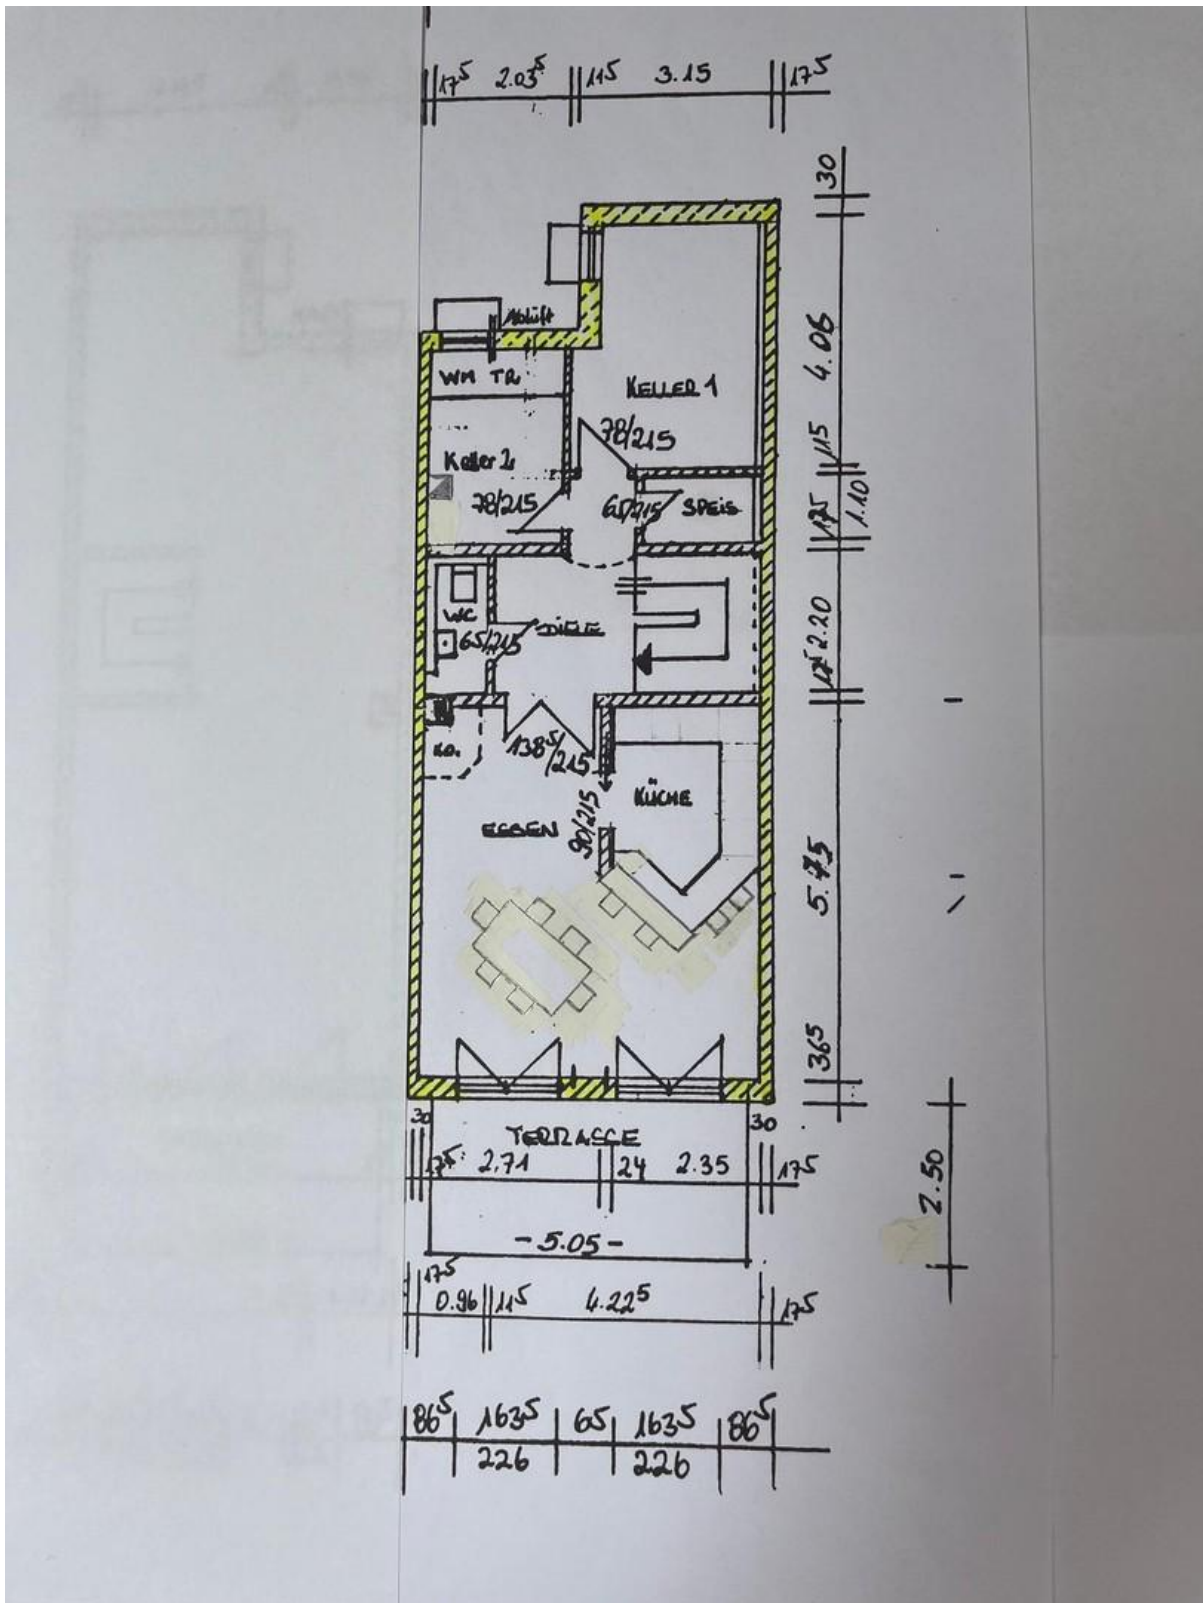 17⁵ 2.03⁵ 11⁵ 3.15 17⁵
30
Abluft
WM TR
KELLER 1
4.06
78/215
Keller 2
11⁵
78/215
65/215
SPEIS
17⁵
1.10
WC
65/215
DIELE
2.20
17⁵
138⁵/215
KÜCHE
90/215
ESSEN
5.75
36⁵
30 TERRASSE 30
17⁵ 2.71 24 2.35 17⁵
2.50
- 5.05 -
17⁵
0.96 11⁵ 4.22⁵ 17⁵
86⁵ 163⁵ 65 163⁵ 86⁵
226 226